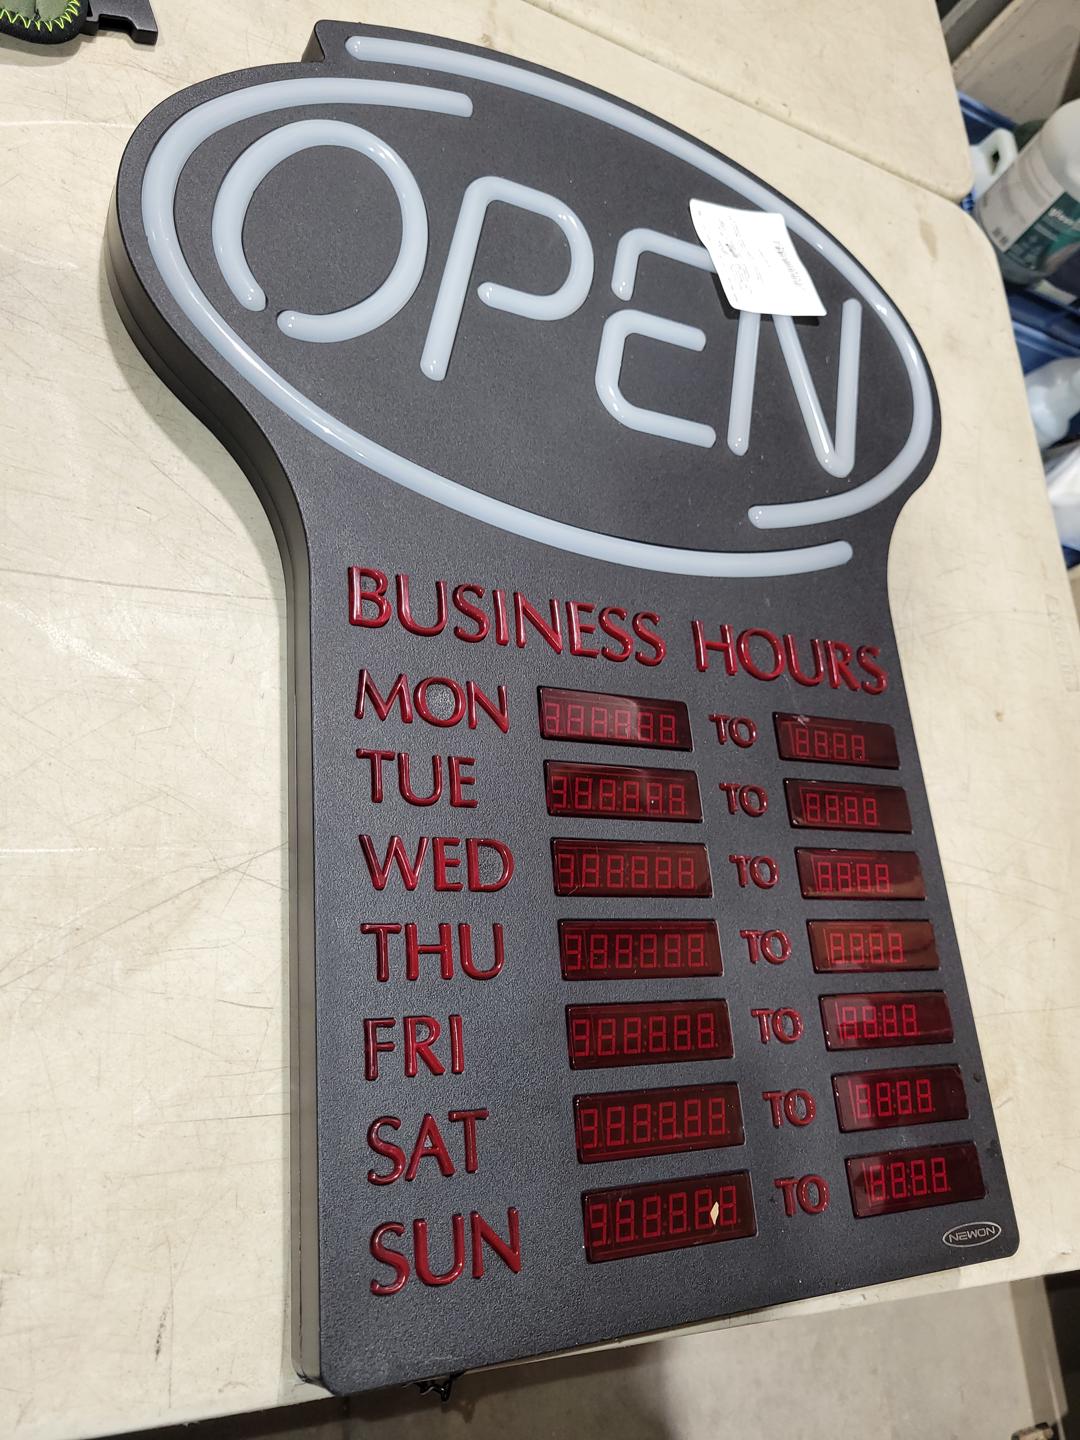 OPEN
BUSINESS HOURS
MON TO
TUE TO
WED TO
THU TO
FRI TO
SAT TO
SUN TO
NEWON